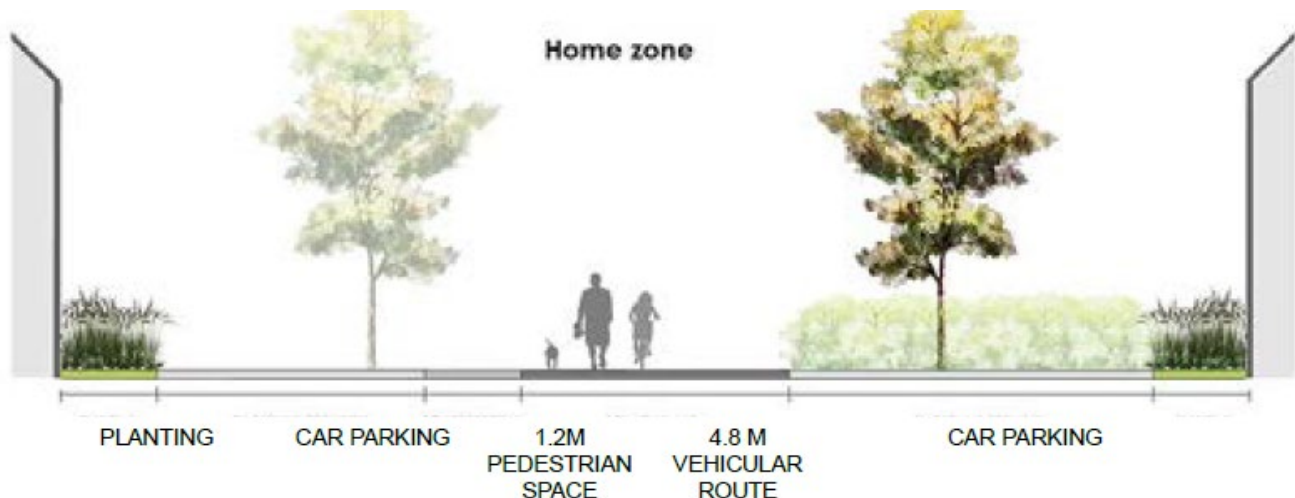 Home zone
PLANTING
CAR PARKING
1.2M
PEDESTRIAN
SPACE
4.8 M
VEHICULAR
ROUTE
CAR PARKING